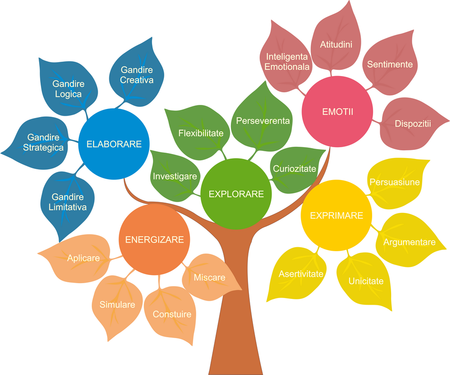 Gandire
Creativa
Gandire
Logica
Gandire
Strategica
Gandire
Limitativa
ELABORARE
Flexibilitate
Perseverenta
Investigare
Curiozitate
EXPLORARE
Inteligenta
Emotionala
Atitudini
Sentimente
Dispozitii
EMOTII
ENERGIZARE
Aplicare
Simulare
Constuire
Miscare
EXPRIMARE
Persuasiune
Argumentare
Unicitate
Asertivitate